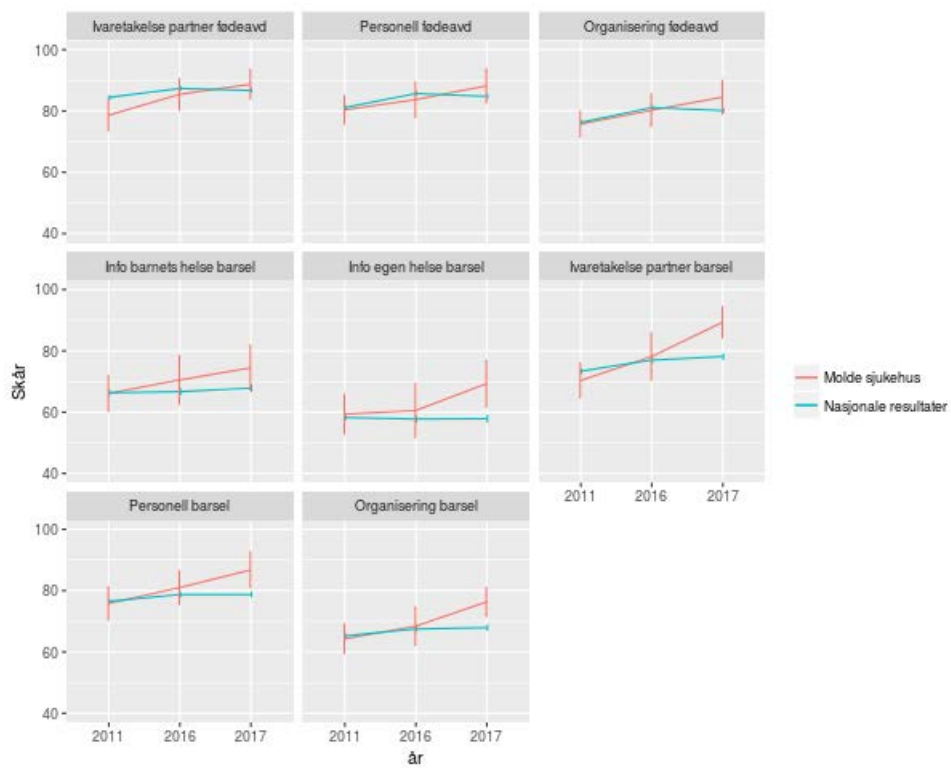 Ivaretakelse partner fødeavd
Personell fødeavd
Organisering fødeavd
100
80
60
40
Info barnets helse barsel
Info egen helse barsel
Ivaretakelse partner barsel
100
80
60
40
Skår
Molde sjukehus
Nasjonale resultater
2011 2016 2017
Personell barsel
Organisering barsel
100
80
60
40
2011 2016 2017
2011 2016 2017
år